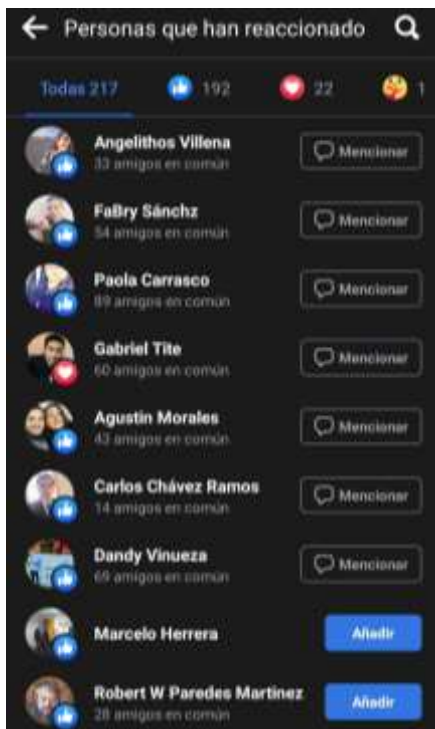 Personas que han reaccionado
Todas 217 192 22 1
Angelithos Villena
33 amigos en común
Mencionar
FaBry Sánchz
54 amigos en común
Mencionar
Paola Carrasco
89 amigos en común
Mencionar
Gabriel Tite
60 amigos en común
Mencionar
Agustin Morales
43 amigos en común
Mencionar
Carlos Chávez Ramos
14 amigos en común
Mencionar
Dandy Vinueza
69 amigos en común
Mencionar
Marcelo Herrera
Añadir
Robert W Paredes Martinez
28 amigos en común
Añadir